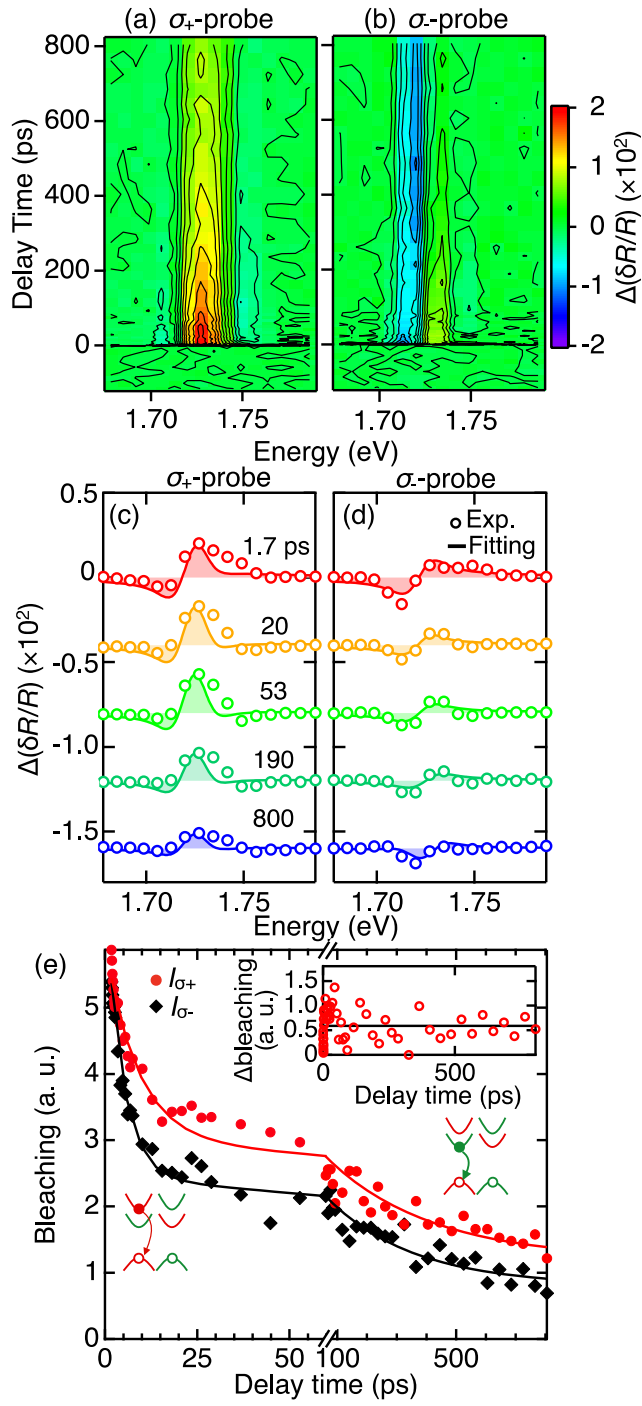 (a) σ+-probe (b) σ--probe
800
600
400
200
0
Delay Time (ps)
2
1
0
-1
-2
Δ(δR/R) (×10²)
1.70 1.75 1.70 1.75
Energy (eV)
σ+-probe σ--probe
(c) (d)
0.5
0
-0.5
-1.0
-1.5
Δ(δR/R) (×10²)
1.7 ps
20
53
190
800
Exp.
Fitting
1.70 1.75 1.70 1.75
Energy (eV)
(e)
Iσ+
Iσ-
5
4
3
2
1
0
Bleaching (a. u.)
1.5
1.0
0.5
0
Δbleaching
(a. u.)
0 500
Delay time (ps)
0 25 50 100 500
Delay time (ps)